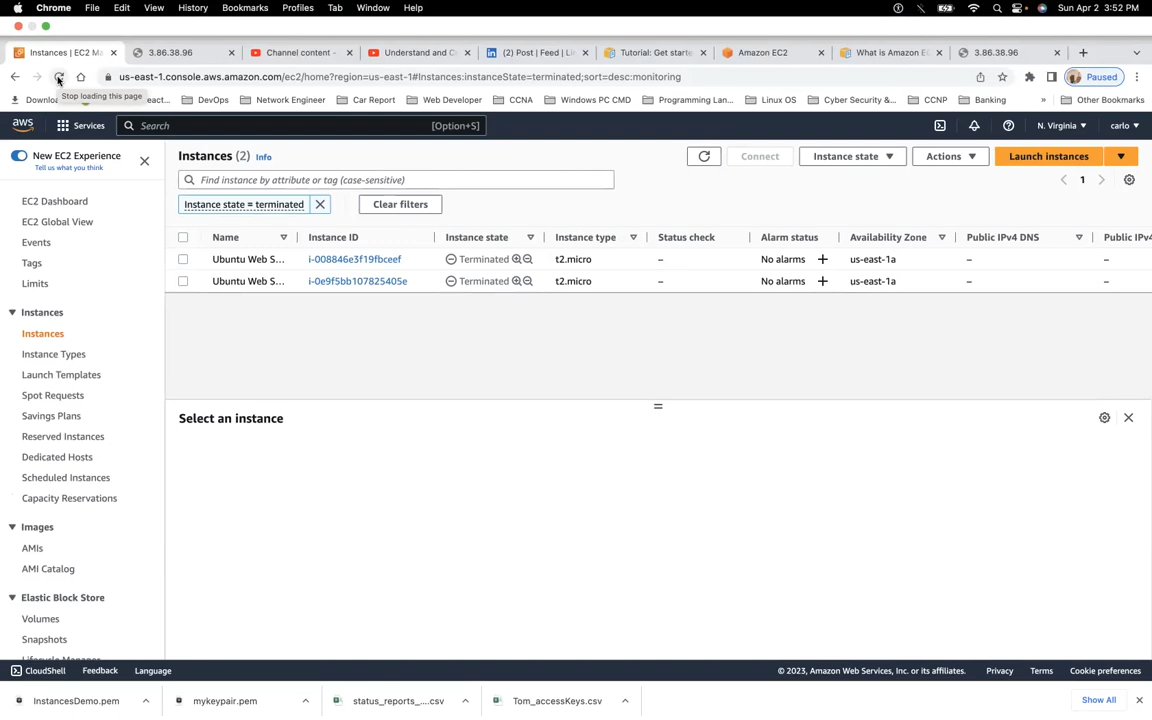 Chrome File Edit View History Bookmarks Profiles Tab Window Help Sun Apr 2 3:52 PM
Instances | EC2 Ma 3.86.38.96 Channel content - Understand and C (2) Post | Feed | Li Tutorial: Get starte Amazon EC2 What is Amazon E 3.86.38.96
us-east-1.console.aws.amazon.com/ec2/home?region=us-east-1#Instances:instanceState=terminated;sort=desc:monitoring Paused
Stop loading this page
Downloa eact... DevOps Network Engineer Car Report Web Developer CCNA Windows PC CMD Programming Lan... Linux OS Cyber Security &... CCNP Banking » Other Bookmarks
aws Services Search [Option+S] N. Virginia carlo
New EC2 Experience
Tell us what you think
EC2 Dashboard
EC2 Global View
Events
Tags
Limits
Instances
Instances
Instance Types
Launch Templates
Spot Requests
Savings Plans
Reserved Instances
Dedicated Hosts
Scheduled Instances
Capacity Reservations
Images
AMIs
AMI Catalog
Elastic Block Store
Volumes
Snapshots
Lifecycle Manager
Instances (2) Info
Connect Instance state Actions Launch instances
Find instance by attribute or tag (case-sensitive)
1
Instance state = terminated Clear filters
Name Instance ID Instance state Instance type Status check Alarm status Availability Zone Public IPv4 DNS Public IPv4
Ubuntu Web S... i-008846e3f19fbceef Terminated t2.micro – No alarms + us-east-1a – –
Ubuntu Web S... i-0e9f5bb107825405e Terminated t2.micro – No alarms + us-east-1a – –
Select an instance
CloudShell Feedback Language © 2023, Amazon Web Services, Inc. or its affiliates. Privacy Terms Cookie preferences
InstancesDemo.pem mykeypair.pem status_reports_....csv Tom_accessKeys.csv Show All